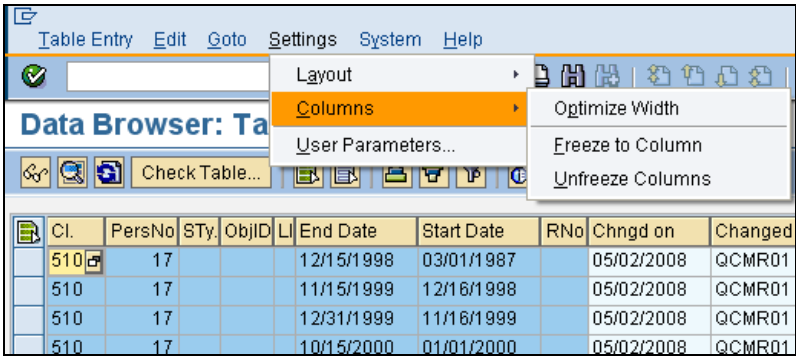 Table Entry Edit Goto Settings System Help
Layout
Columns
User Parameters...
Optimize Width
Freeze to Column
Unfreeze Columns
Data Browser: Ta
Check Table...
Cl. PersNo STy. ObjID LI End Date Start Date RNo Chngd on Changed
510 17 12/15/1998 03/01/1987 05/02/2008 QCMR01
510 17 11/15/1999 12/16/1998 05/02/2008 QCMR01
510 17 12/31/1999 11/16/1999 05/02/2008 QCMR01
510 17 10/15/2000 01/01/2000 05/02/2008 QCMR01